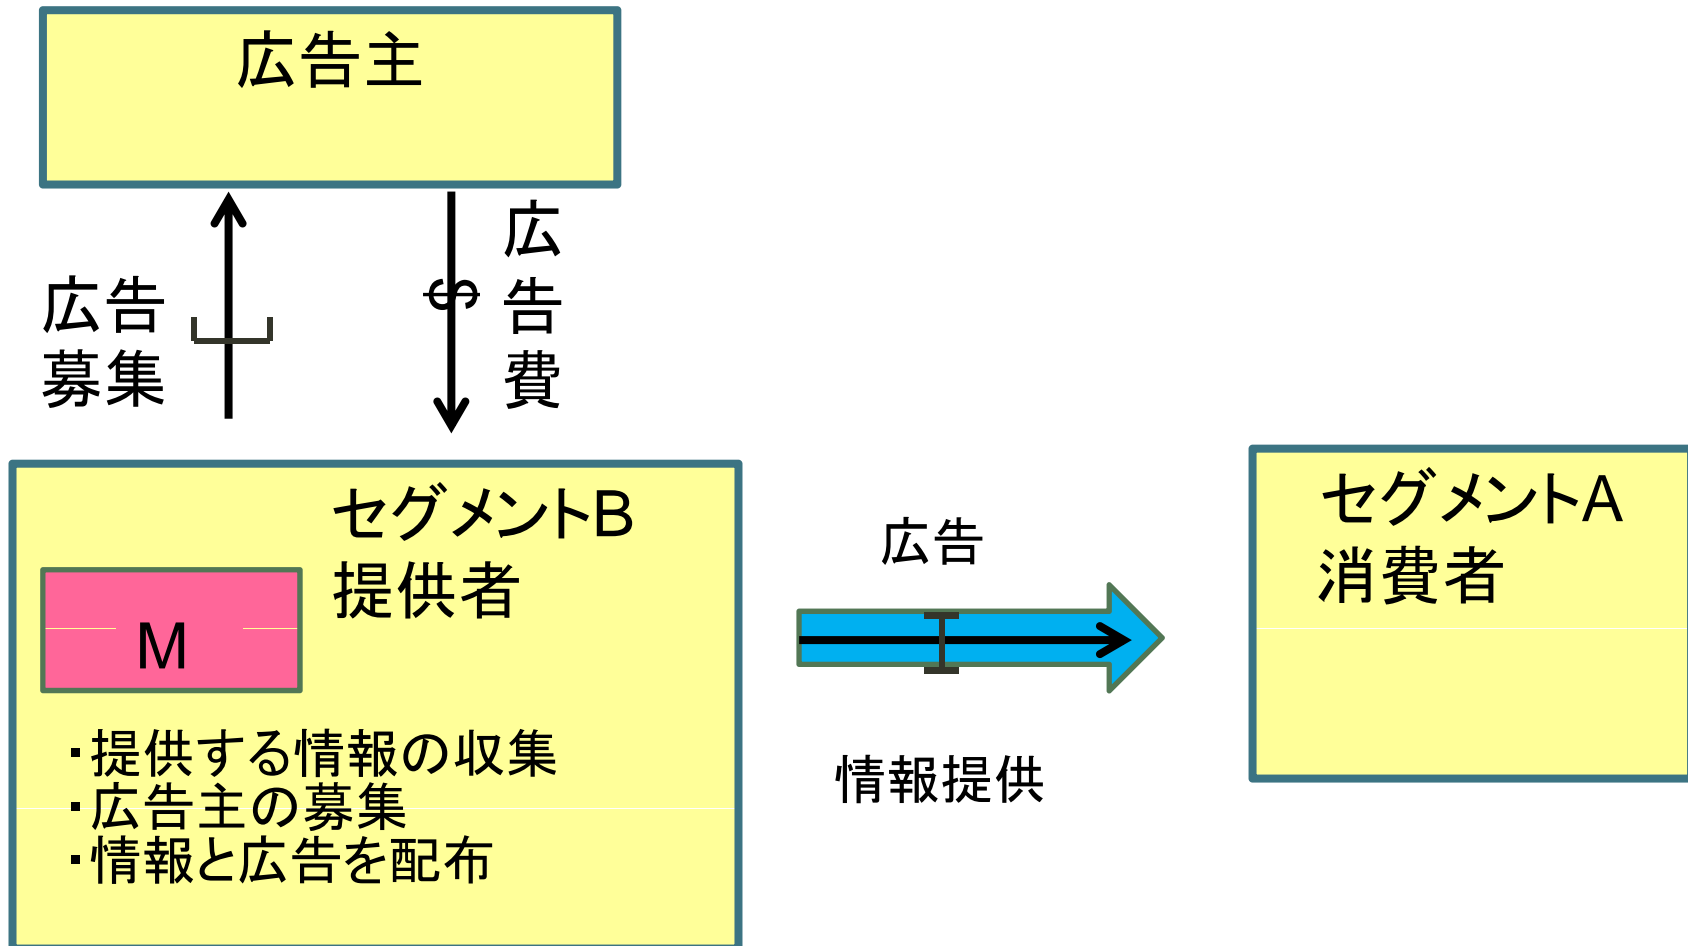 広告主
広告
募集
$
広
告
費
セグメントB
提供者
M
・提供する情報の収集
・広告主の募集
・情報と広告を配布
広告
情報提供
セグメントA
消費者